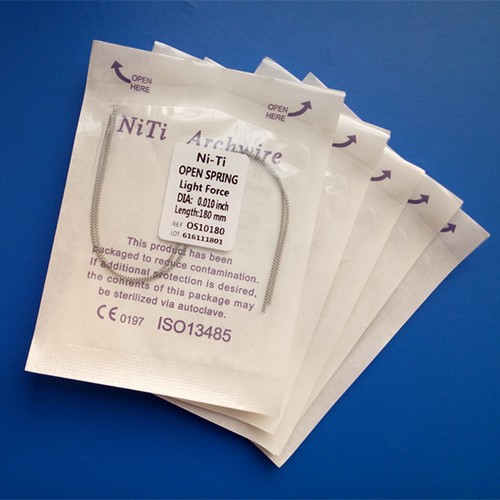 OPEN
HERE
OPEN
HERE
NiTi Archwire
Ni-Ti
OPEN SPRING
Light Force
DIA: 0.010 inch
Length:180 mm
REF OS10180
LOT 616111801
This product has been
packaged to reduce contamination.
If additional protection is desired,
the contents of this package may
be sterilized via autoclave.
CE 0197 ISO13485